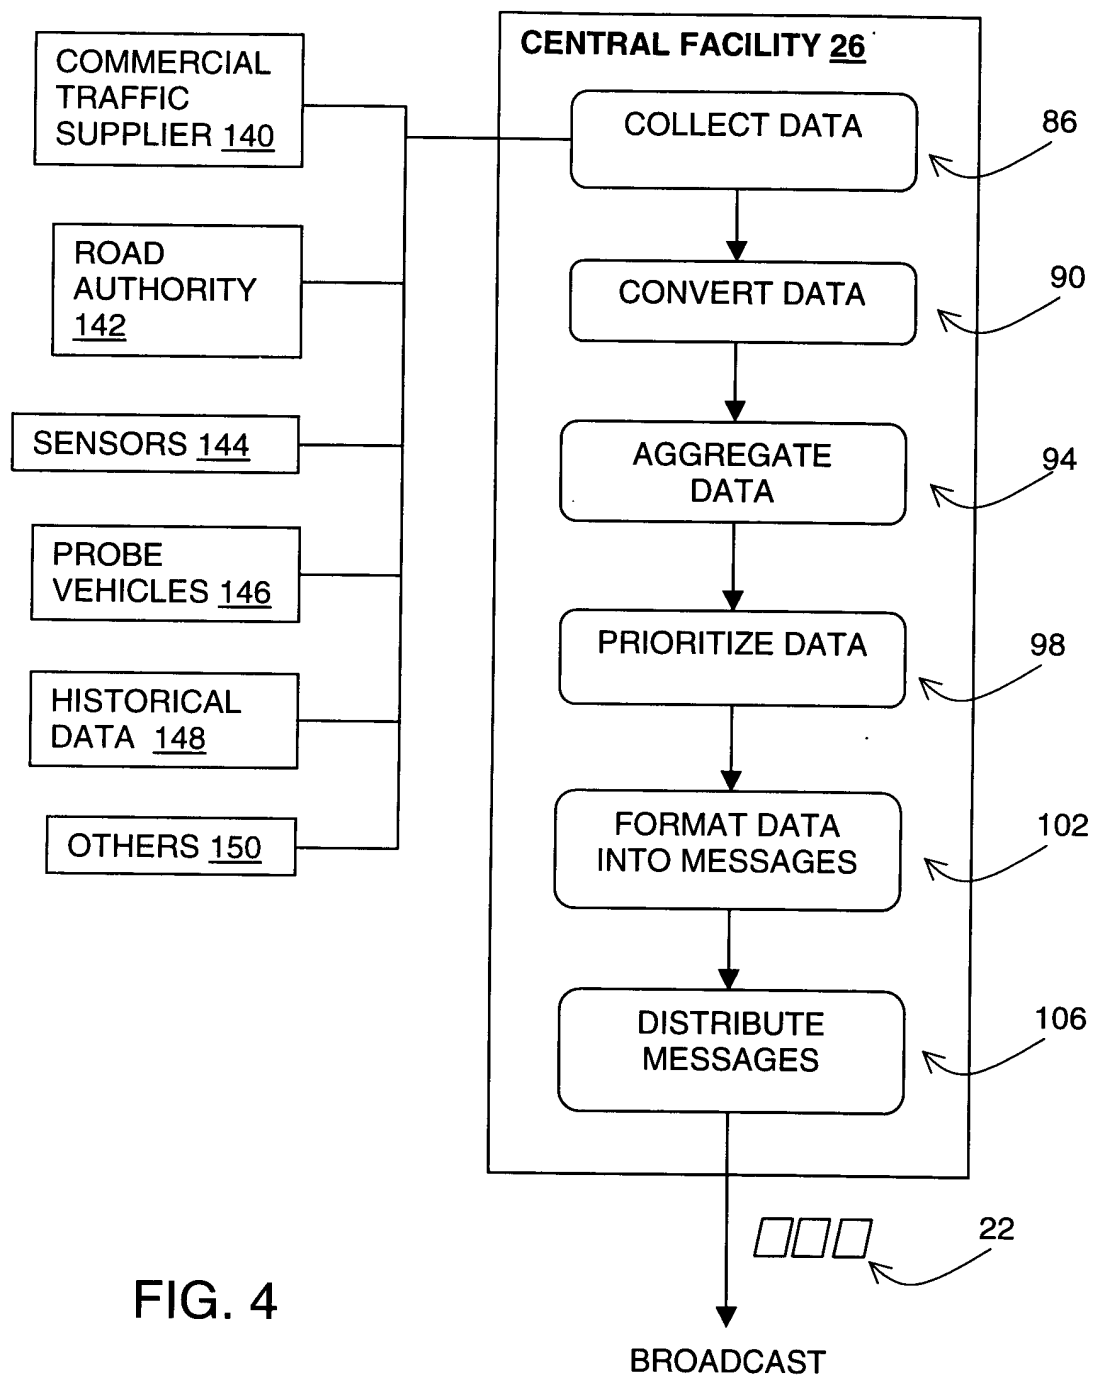 CENTRAL FACILITY 26
COMMERCIAL
TRAFFIC
SUPPLIER 140
ROAD
AUTHORITY
142
SENSORS 144
PROBE
VEHICLES 146
HISTORICAL
DATA 148
OTHERS 150
COLLECT DATA
86
CONVERT DATA
90
AGGREGATE
DATA
94
PRIORITIZE DATA
98
FORMAT DATA
INTO MESSAGES
102
DISTRIBUTE
MESSAGES
106
22
BROADCAST
FIG. 4